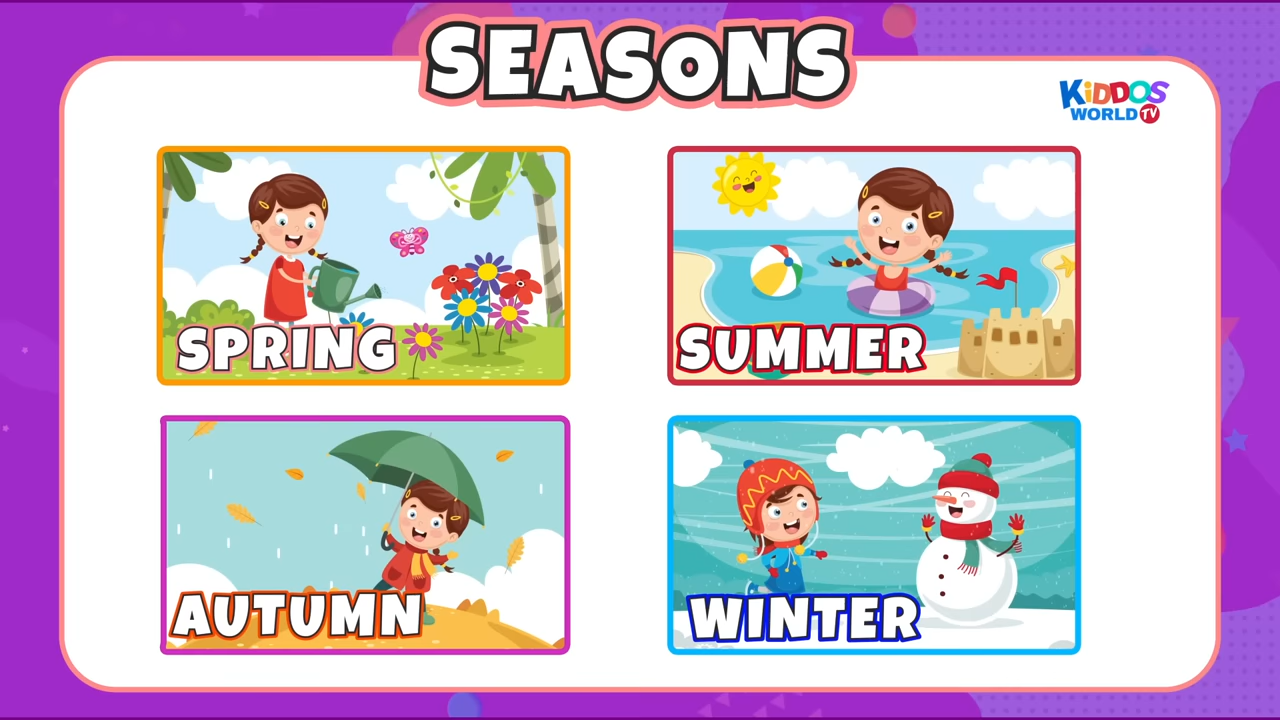 SEASONS
KiDDOS
WORLD TV
SPRING
SUMMER
AUTUMN
WINTER